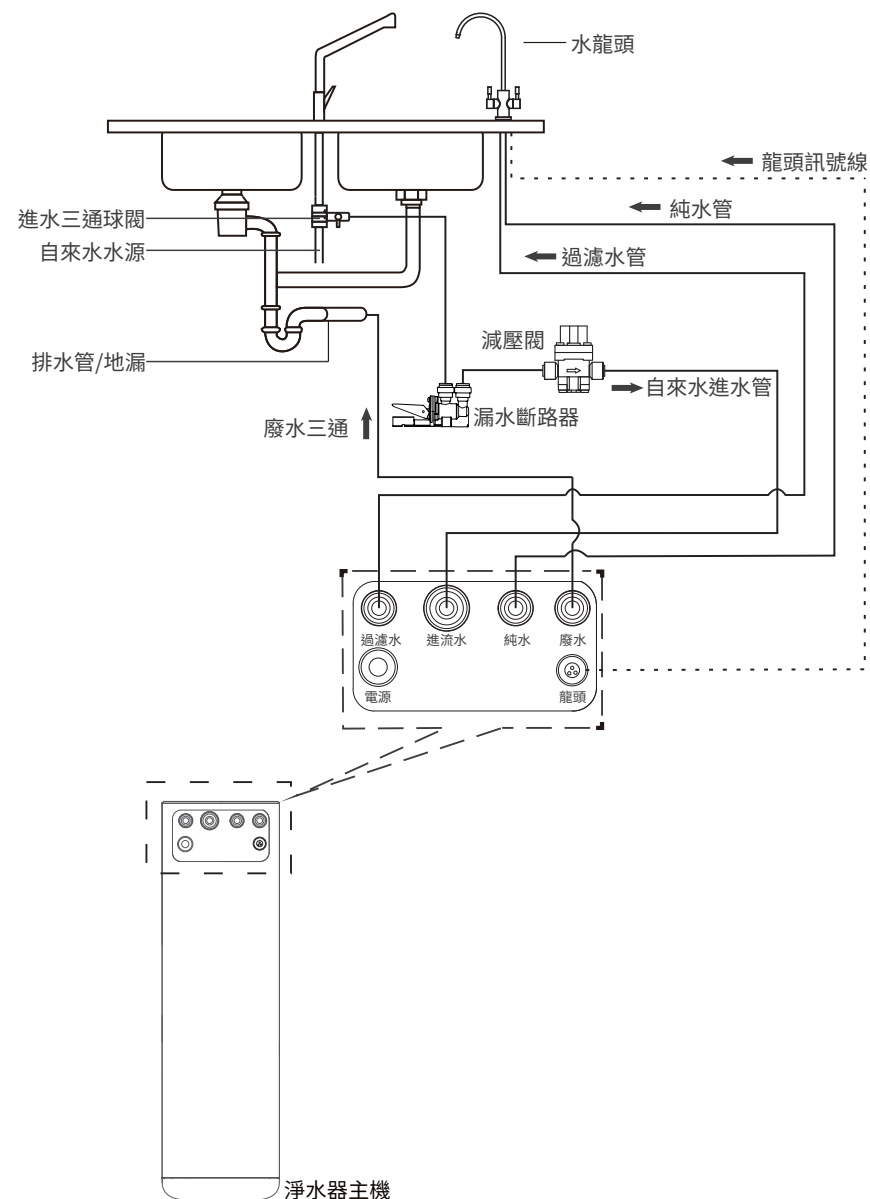 水龍頭
龍頭訊號線
純水管
進水三通球閥
自來水水源
過濾水管
減壓閥
排水管/地漏
自來水進水管
漏水斷路器
廢水三通
過濾水
進流水
純水
廢水
電源
龍頭
淨水器主機